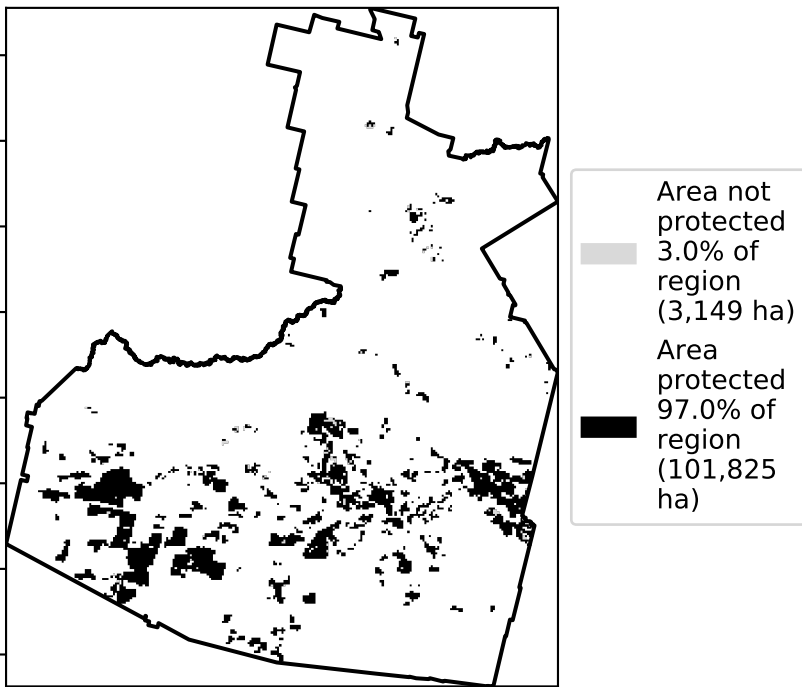 Area not
protected
3.0% of
region
(3,149 ha)
Area
protected
97.0% of
region
(101,825
ha)